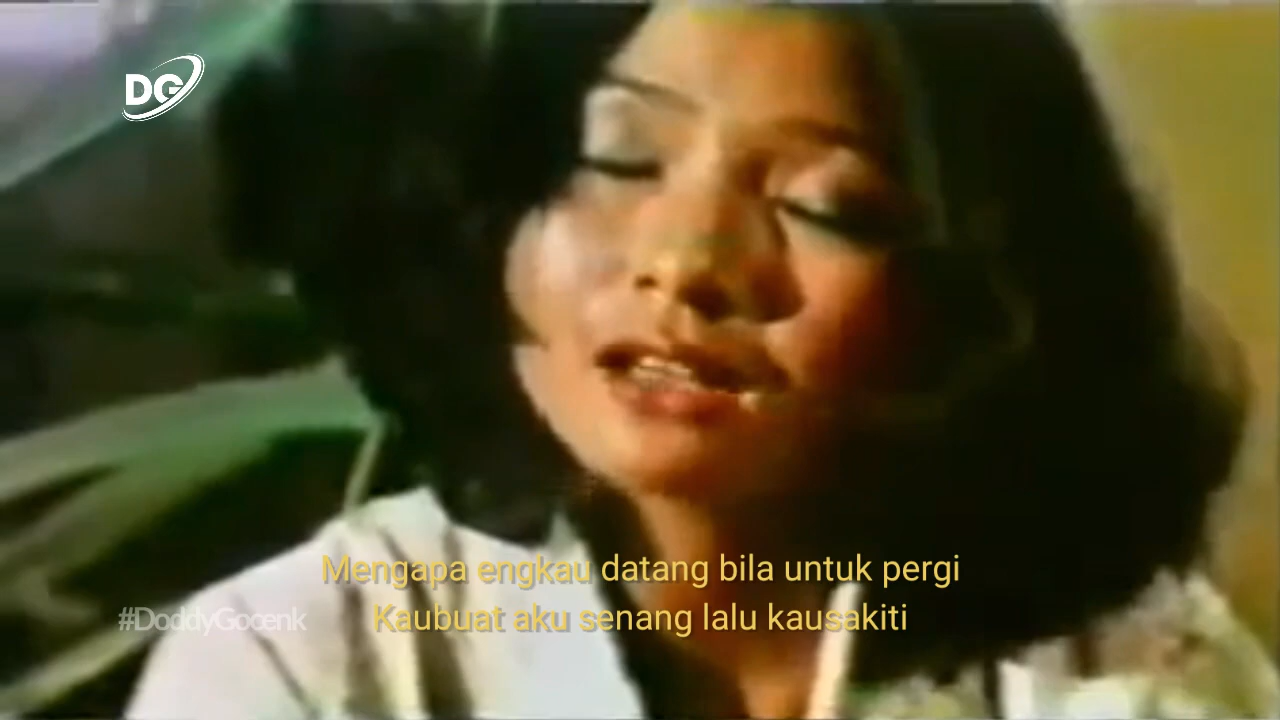 DG
Mengapa engkau datang bila untuk pergi
Kaubuat aku senang lalu kausakiti
#DoddyGocenk